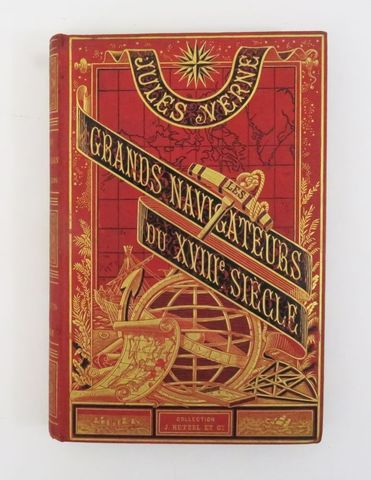 JULES VERNE
LES
GRANDS NAVIGATEURS
DU XVIIIe SIÈCLE
COLLECTION
J. HETZEL ET Cie